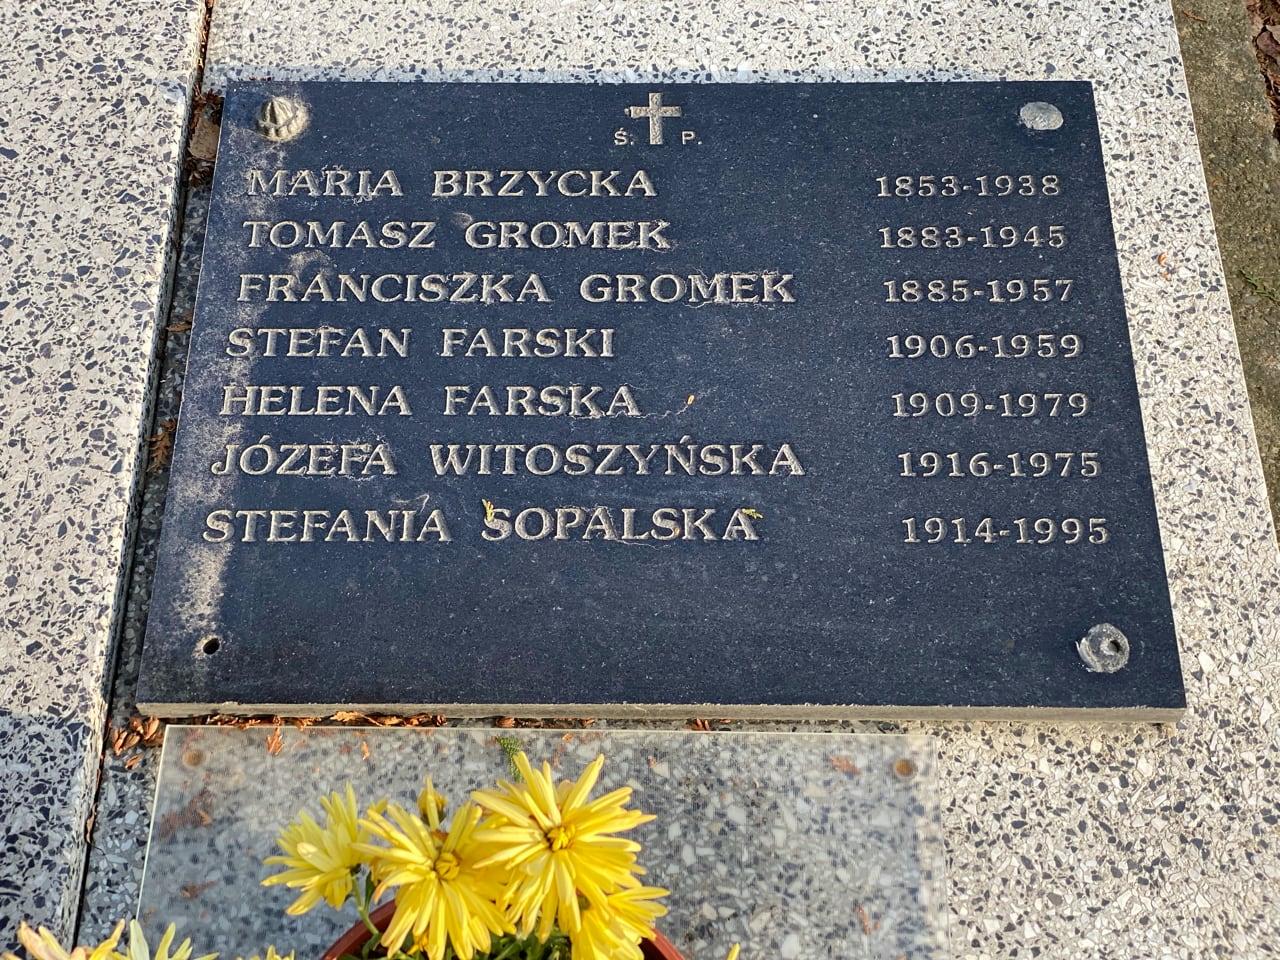 Ś. P.
MARIA BRZYCKA 1853-1938
TOMASZ GROMEK 1883-1945
FRANCISZKA GROMEK 1885-1957
STEFAN FARSKI 1906-1959
HELENA FARSKA 1909-1979
JÓZEFA WITOSZYŃSKA 1916-1975
STEFANIA SOPALSKA 1914-1995